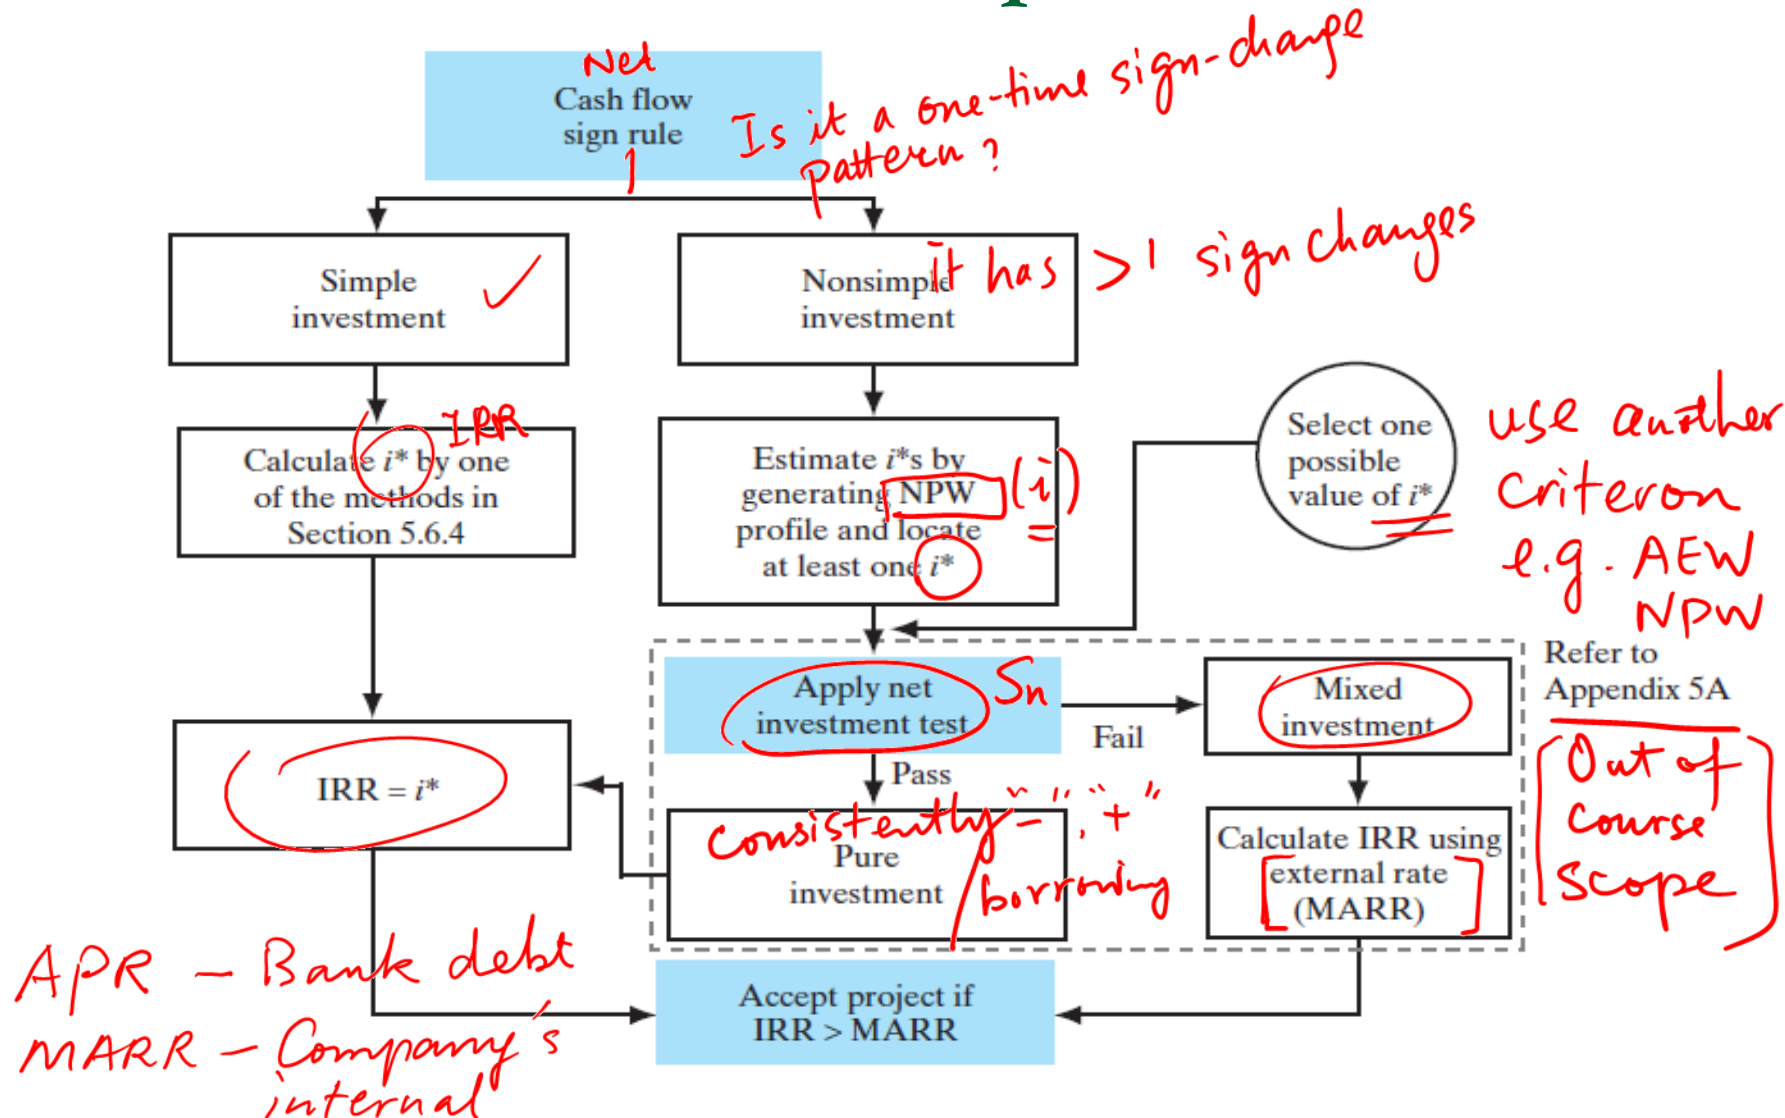 Net
Cash flow
sign rule
Is it a one-time sign-change
pattern?
Simple
investment
Nonsimple
investment
it has >1 sign changes
Calculate i* by one
of the methods in
Section 5.6.4
IRR
Estimate i*s by
generating NPW (i)
profile and locate
at least one i*
Select one
possible
value of i*
use another
Criteron
e.g. AEW
NPW
Apply net
investment test
Sn
Fail
Mixed
investment
Refer to
Appendix 5A
Out of
course
scope
Pass
IRR = i*
Consistently "-", "+"
Pure
investment
/borrowing
Calculate IRR using
external rate
(MARR)
APR - Bank debt
MARR - Company's
internal
Accept project if
IRR > MARR